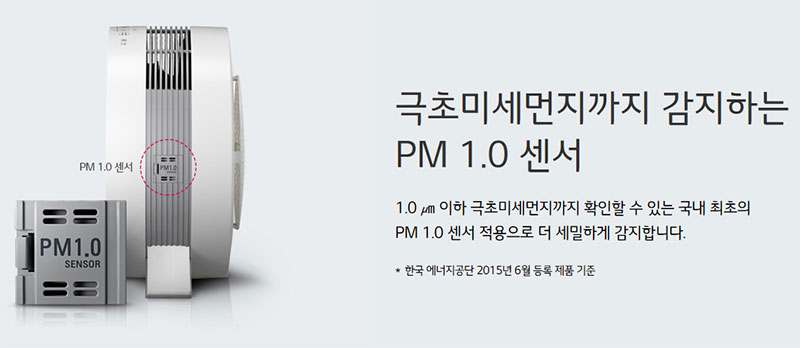 극초미세먼지까지 감지하는
PM 1.0 센서
PM 1.0 센서
PM1.0
SENSOR
PM1.0
SENSOR
1.0 ㎛ 이하 극초미세먼지까지 확인할 수 있는 국내 최초의
PM 1.0 센서 적용으로 더 세밀하게 감지합니다.
* 한국 에너지공단 2015년 6월 등록 제품 기준